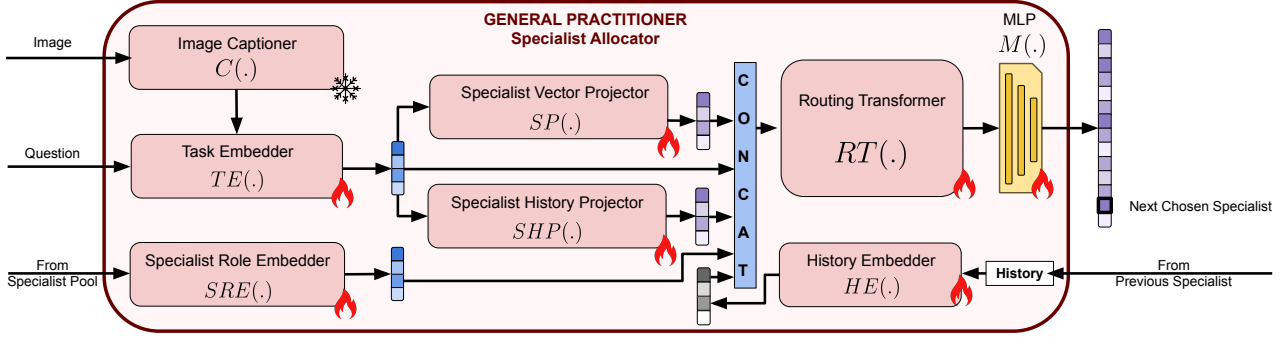 GENERAL PRACTITIONER
Specialist Allocator
Image
Image Captioner
C(.)
Question
Task Embedder
TE(.)
From
Specialist Pool
Specialist Role Embedder
SRE(.)
Specialist Vector Projector
SP(.)
Specialist History Projector
SHP(.)
C
O
N
C
A
T
Routing Transformer
RT(.)
MLP
M(.)
Next Chosen Specialist
History Embedder
HE(.)
History
From
Previous Specialist